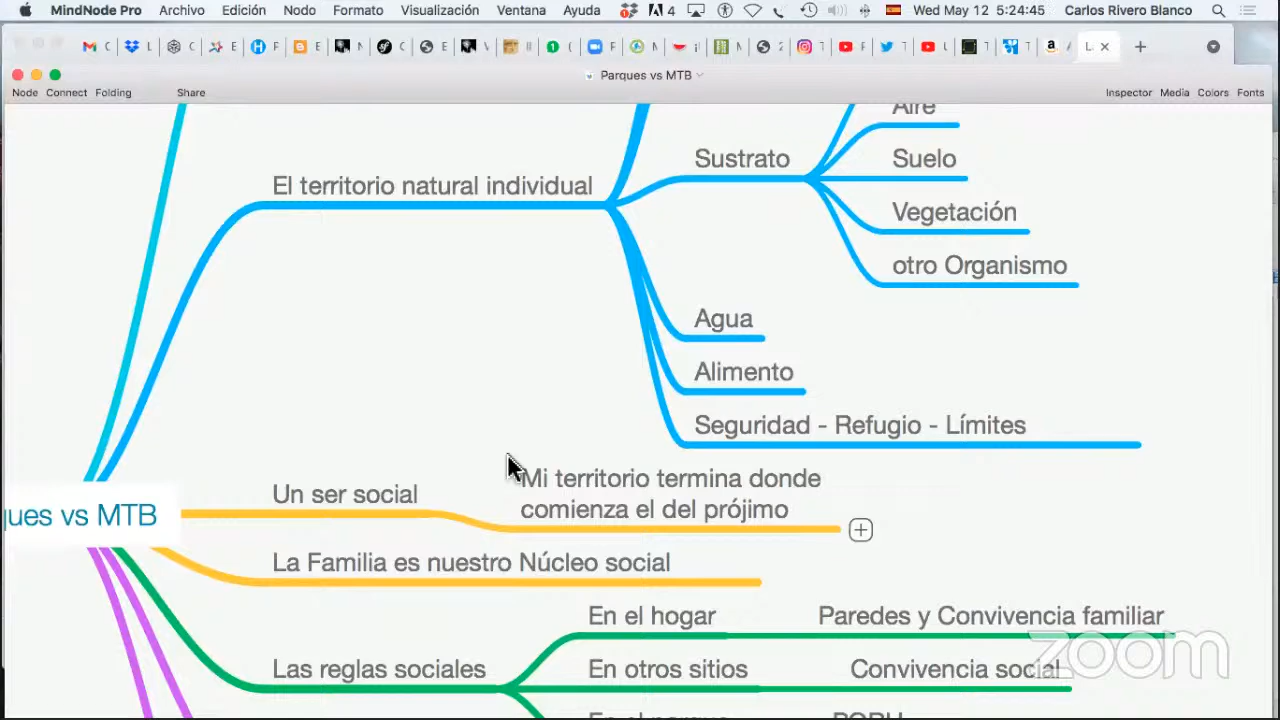 MindNode Pro Archivo Edición Nodo Formato Visualización Ventana Ayuda 4 Wed May 12 5:24:45 Carlos Rivero Blanco
Parques vs MTB
Node Connect Folding Share Inspector Media Colors Fonts
Aire
Sustrato
Suelo
El territorio natural individual
Vegetación
otro Organismo
Agua
Alimento
Seguridad - Refugio - Límites
Mi territorio termina donde
comienza el del prójimo
Un ser social
ques vs MTB
La Familia es nuestro Núcleo social
En el hogar Paredes y Convivencia familiar
Las reglas sociales
En otros sitios Convivencia social
zoom